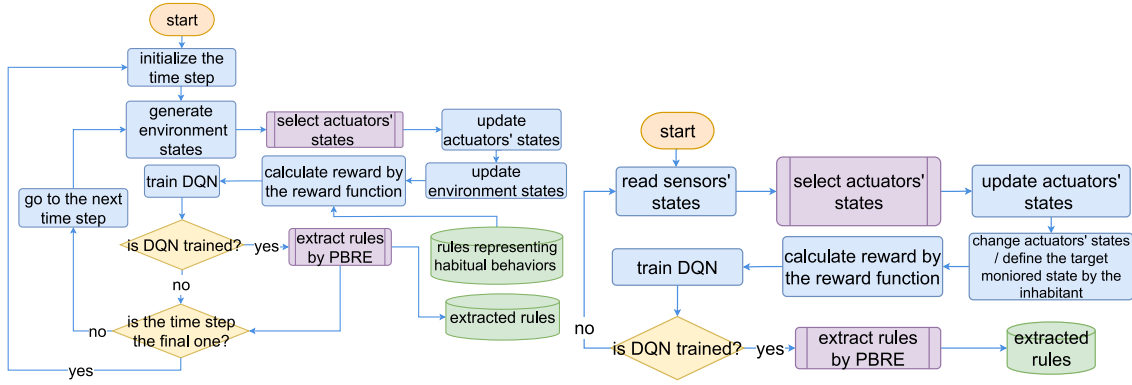 start
initialize the
time step
generate
environment
states
select actuators'
states
update
actuators' states
update
environment states
calculate reward by
the reward function
train DQN
go to the next
time step
is DQN trained?
yes
extract rules
by PBRE
rules representing
habitual behaviors
no
extracted rules
is the time step
the final one?
no
yes
start
read sensors'
states
select actuators'
states
update actuators'
states
change actuators' states
/ define the target
moniored state by the
inhabitant
calculate reward by
the reward function
train DQN
no
is DQN trained?
yes
extract rules
by PBRE
extracted
rules